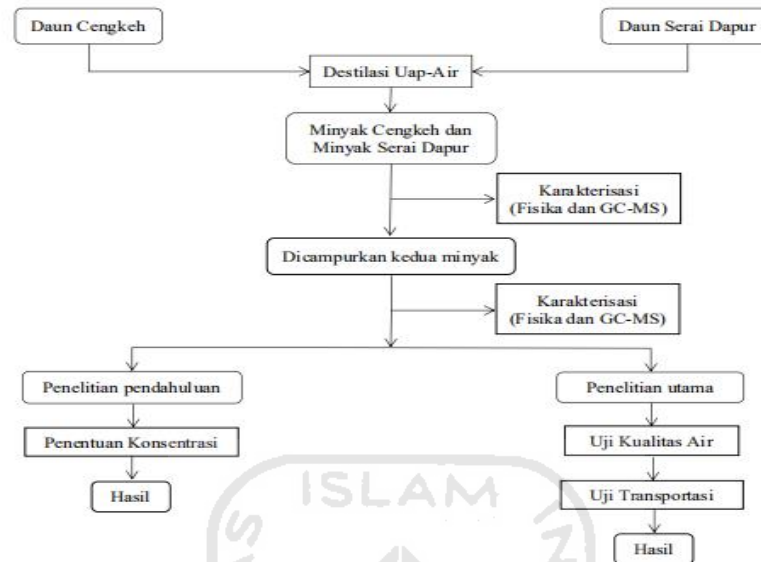 Daun Cengkeh
Daun Serai Dapur
Destilasi Uap-Air
Minyak Cengkeh dan
Minyak Serai Dapur
Karakterisasi
(Fisika dan GC-MS)
Dicampurkan kedua minyak
Karakterisasi
(Fisika dan GC-MS)
Penelitian pendahuluan
Penelitian utama
Penentuan Konsentrasi
Uji Kualitas Air
Hasil
Uji Transportasi
Hasil
ISLAM